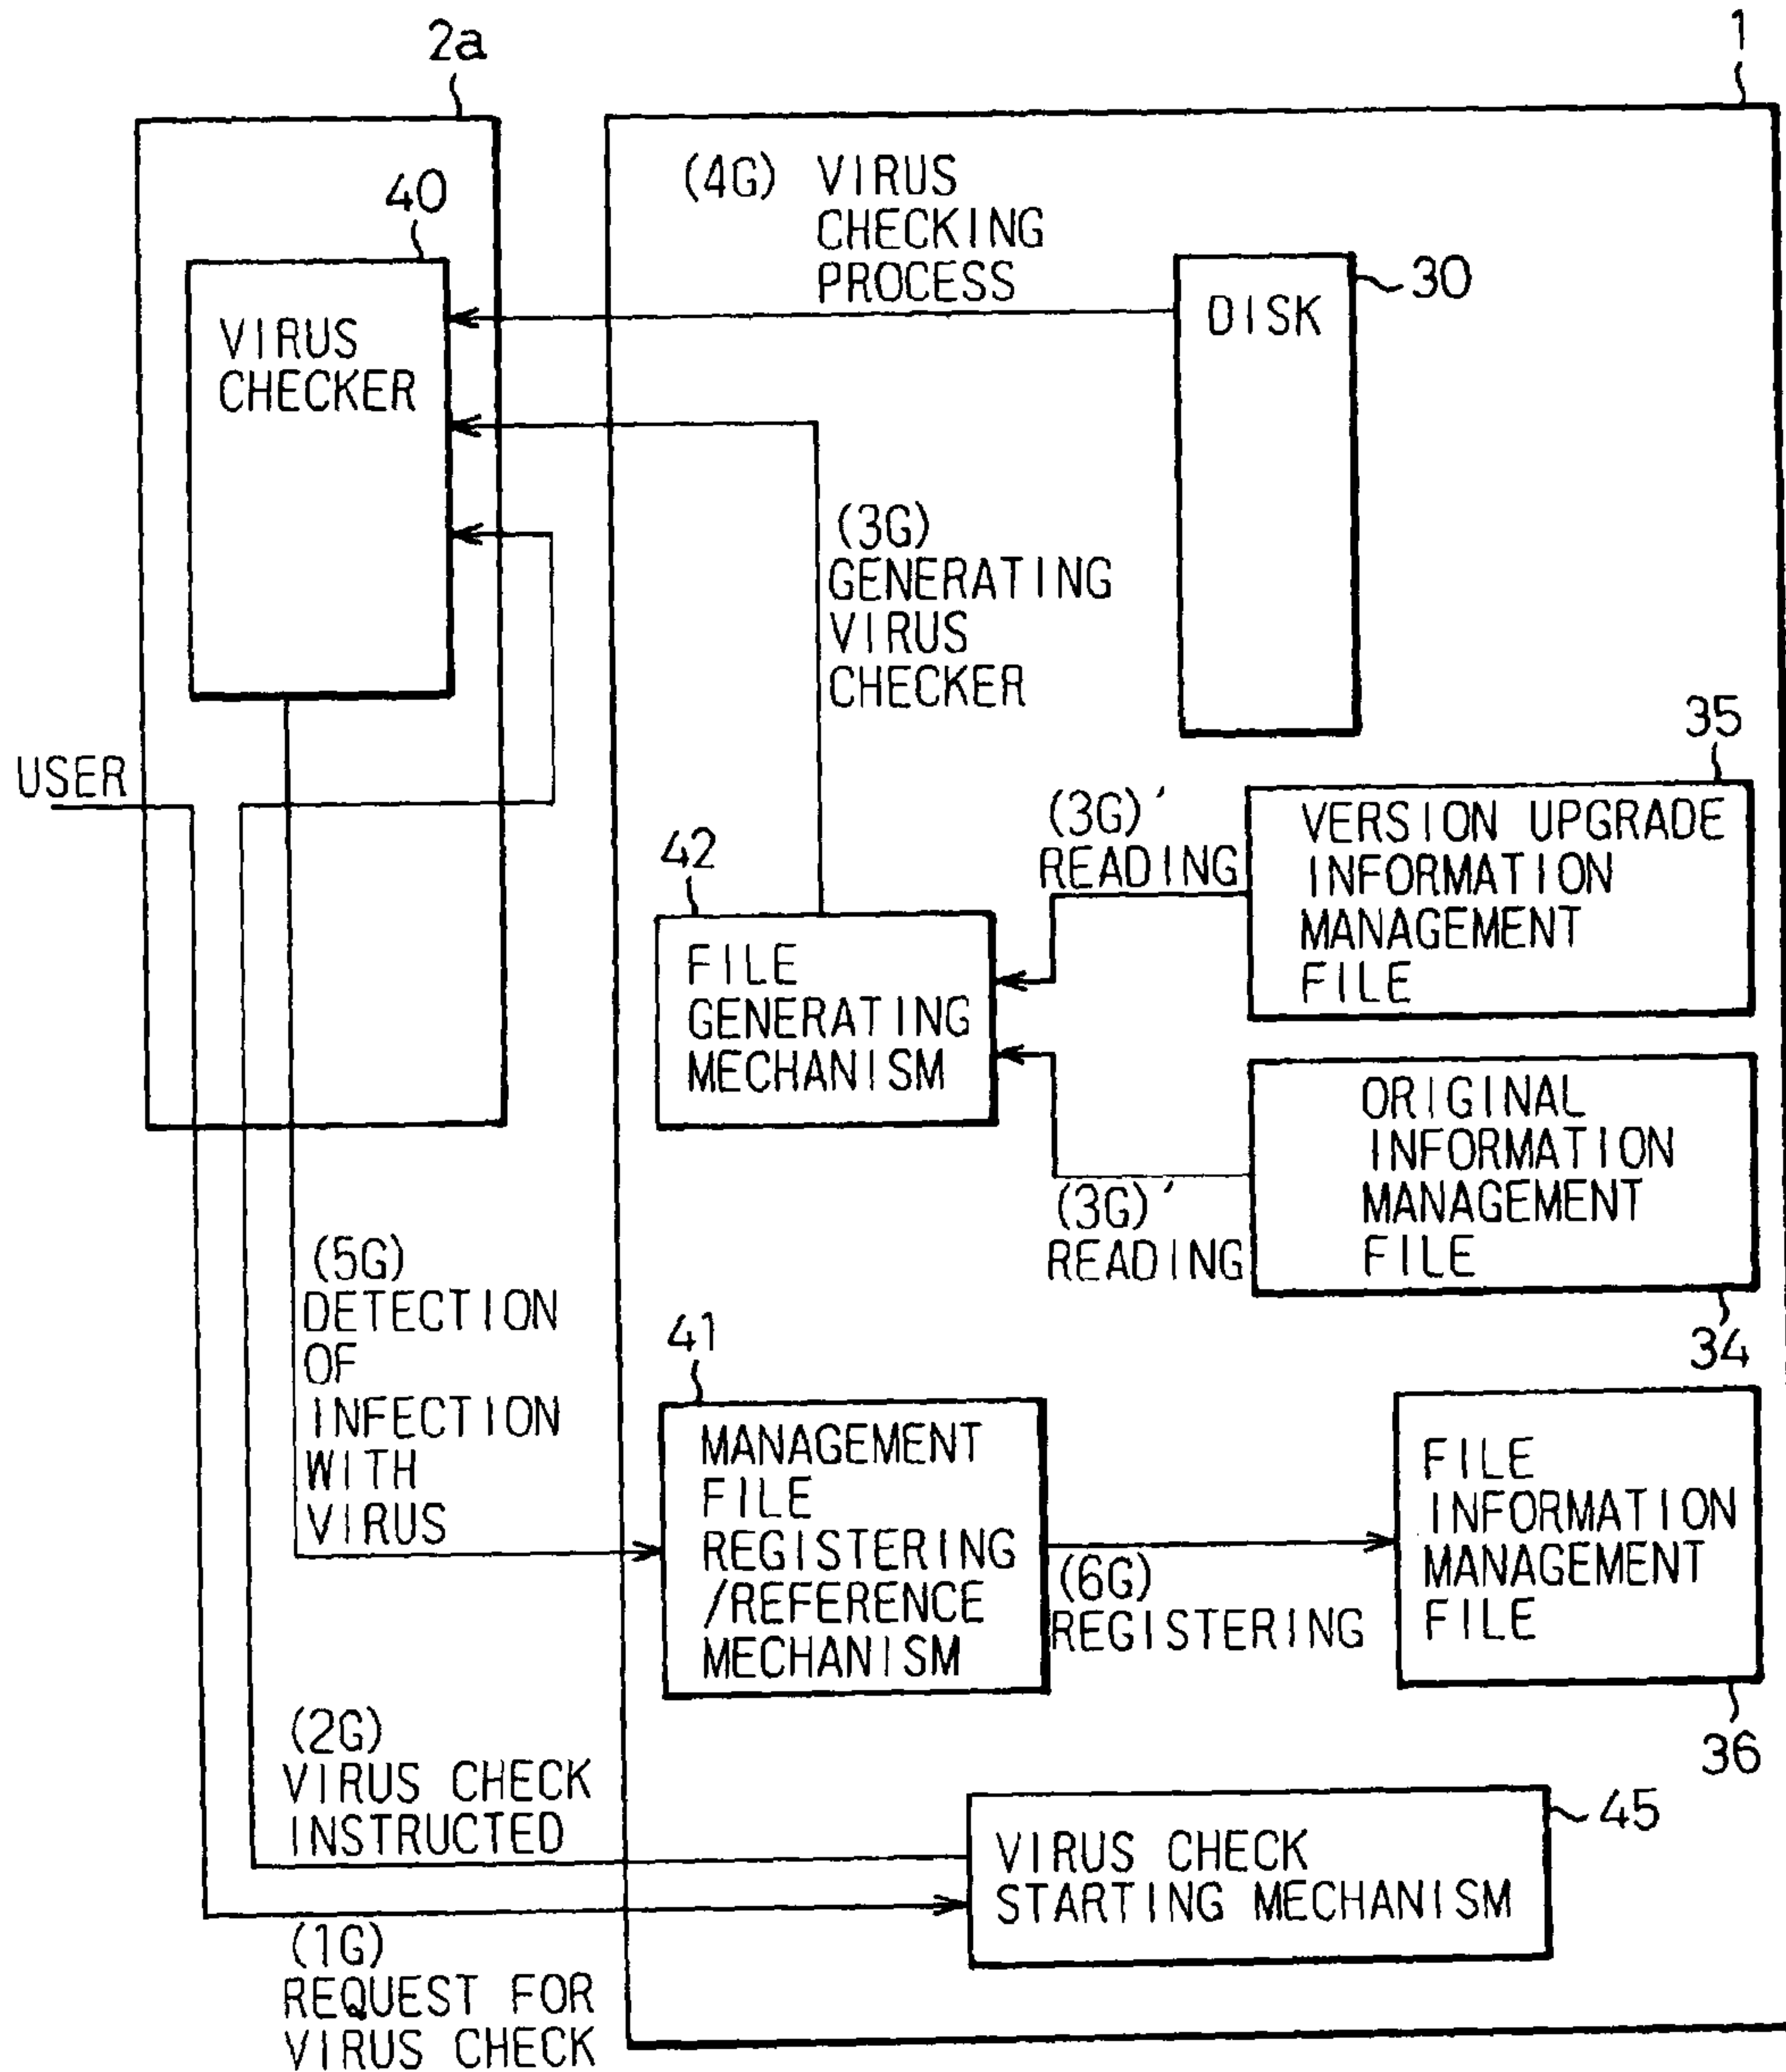 2a
1
40
(4G) VIRUS
CHECKING
PROCESS
30
DISK
VIRUS
CHECKER
(3G)
GENERATING
VIRUS
CHECKER
35
USER
(3G)'
READING
VERSION UPGRADE
INFORMATION
MANAGEMENT
FILE
42
FILE
GENERATING
MECHANISM
ORIGINAL
INFORMATION
MANAGEMENT
FILE
(3G)'
READING
34
(5G)
DETECTION
OF
INFECTION
WITH
VIRUS
41
MANAGEMENT
FILE
REGISTERING
/REFERENCE
MECHANISM
(6G)
REGISTERING
FILE
INFORMATION
MANAGEMENT
FILE
36
(2G)
VIRUS CHECK
INSTRUCTED
45
VIRUS CHECK
STARTING MECHANISM
(1G)
REQUEST FOR
VIRUS CHECK